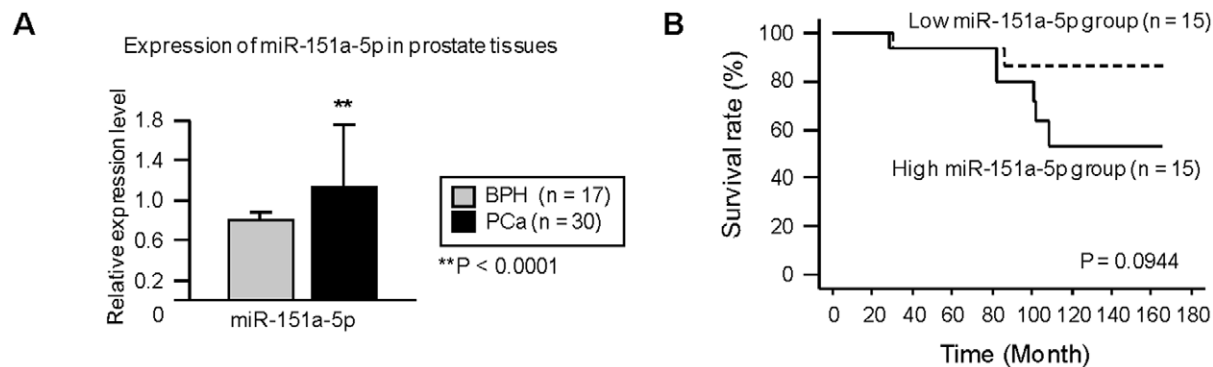 A
Expression of miR-151a-5p in prostate tissues
Relative expression level
1.8
1.4
1.0
0.6
0.2
0
**
miR-151a-5p
BPH (n = 17)
PCa (n = 30)
**P < 0.0001
B
Low miR-151a-5p group (n = 15)
Survival rate (%)
100
80
60
40
20
0
High miR-151a-5p group (n = 15)
P = 0.0944
0 20 40 60 80 100 120 140 160 180
Time (Month)